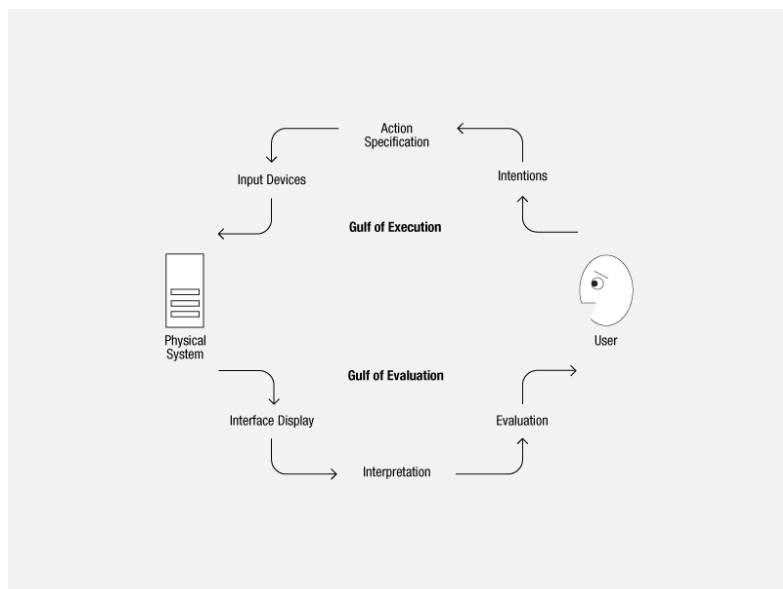 Action
Specification
Input Devices
Intentions
Gulf of Execution
Physical
System
User
Gulf of Evaluation
Interface Display
Evaluation
Interpretation